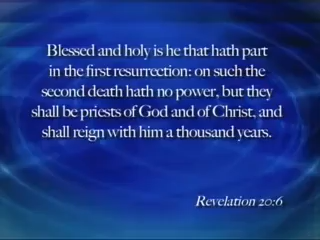 Blessed and holy is he that hath part
in the first resurrection: on such the
second death hath no power, but they
shall be priests of God and of Christ, and
shall reign with him a thousand years.
Revelation 20:6